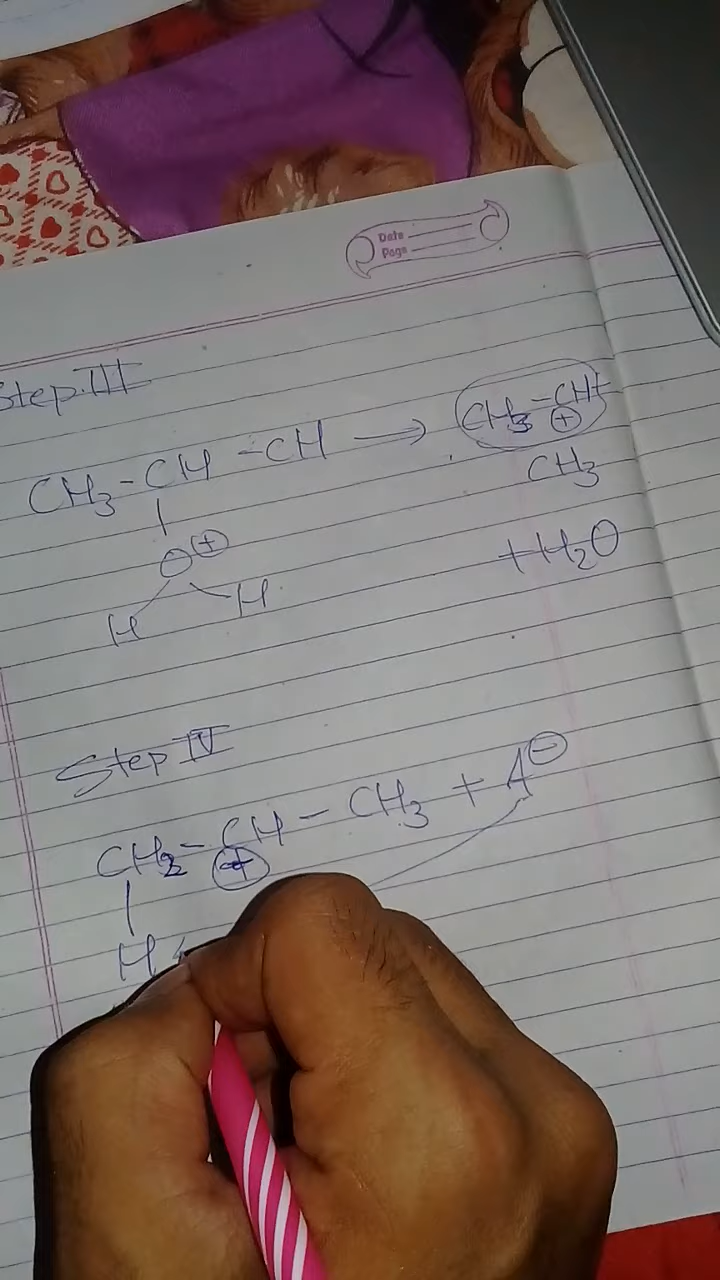 Date
Page
Step.III
CH₃-CH-CH → CH₃-CH
⊕
CH₃
O⊕
H H
+H₂O
Step IV
CH₂-CH-CH₃ + A⊖
⊕
H